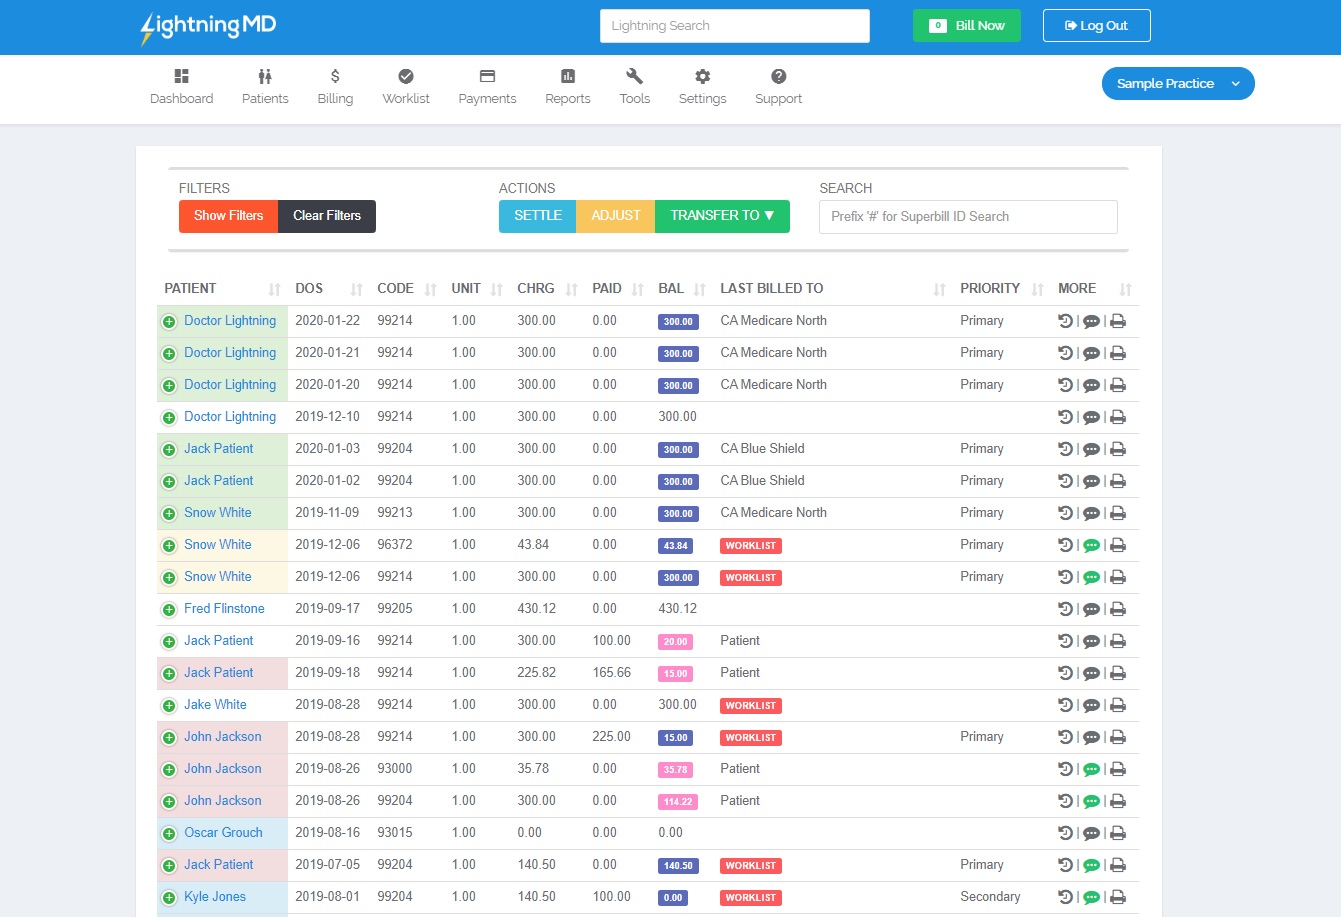 Lightning MD
Lightning Search
0 Bill Now
Log Out
Dashboard Patients Billing Worklist Payments Reports Tools Settings Support
Sample Practice
FILTERS ACTIONS SEARCH
Show Filters Clear Filters SETTLE ADJUST TRANSFER TO ▼ Prefix '#' for Superbill ID Search
PATIENT DOS CODE UNIT CHRG PAID BAL LAST BILLED TO PRIORITY MORE
Doctor Lightning 2020-01-22 99214 1.00 300.00 0.00 300.00 CA Medicare North Primary
Doctor Lightning 2020-01-21 99214 1.00 300.00 0.00 300.00 CA Medicare North Primary
Doctor Lightning 2020-01-20 99214 1.00 300.00 0.00 300.00 CA Medicare North Primary
Doctor Lightning 2019-12-10 99214 1.00 300.00 0.00 300.00
Jack Patient 2020-01-03 99204 1.00 300.00 0.00 300.00 CA Blue Shield Primary
Jack Patient 2020-01-02 99204 1.00 300.00 0.00 300.00 CA Blue Shield Primary
Snow White 2019-11-09 99213 1.00 300.00 0.00 300.00 CA Medicare North Primary
Snow White 2019-12-06 96372 1.00 43.84 0.00 43.84 WORKLIST Primary
Snow White 2019-12-06 99214 1.00 300.00 0.00 300.00 WORKLIST Primary
Fred Flinstone 2019-09-17 99205 1.00 430.12 0.00 430.12
Jack Patient 2019-09-16 99214 1.00 300.00 100.00 20.00 Patient
Jack Patient 2019-09-18 99214 1.00 225.82 165.66 15.00 Patient
Jake White 2019-08-28 99214 1.00 300.00 0.00 300.00 WORKLIST
John Jackson 2019-08-28 99214 1.00 300.00 225.00 15.00 WORKLIST Primary
John Jackson 2019-08-26 93000 1.00 35.78 0.00 35.78 Patient
John Jackson 2019-08-26 99204 1.00 300.00 0.00 114.22 Patient
Oscar Grouch 2019-08-16 93015 1.00 0.00 0.00 0.00
Jack Patient 2019-07-05 99204 1.00 140.50 0.00 140.50 WORKLIST Primary
Kyle Jones 2019-08-01 99204 1.00 140.50 100.00 0.00 WORKLIST Secondary